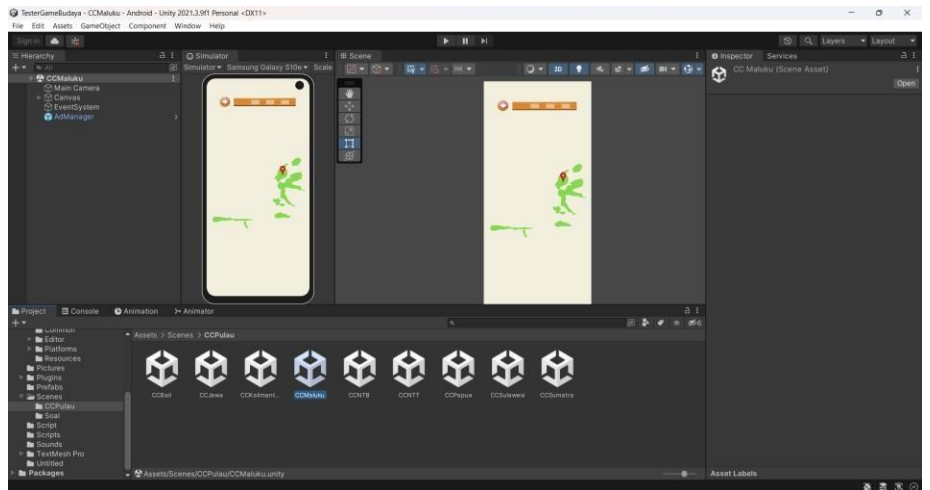 TesterGameBudaya - CCMaluku - Android - Unity 2021.3.9f1 Personal <DX11>
File Edit Assets GameObject Component Window Help
Sign in
Layers Layout
Hierarchy
All
CCMaluku
Main Camera
Canvas
EventSystem
AdManager
Simulator
Simulator Samsung Galaxy S10e Scale
Scene
2D
Inspector Services
CC Maluku (Scene Asset)
Open
Project Console Animation Animator
Common
Editor
Platforms
Resources
Pictures
Plugins
Prefabs
Scenes
CCPulau
Soal
Script
Scripts
Sounds
TextMesh Pro
Untitled
Packages
Assets > Scenes > CCPulau
CCBali CCJawa CCKalimant... CCMaluku CCNTB CCNTT CCPapua CCSulawesi CCSumatra
Assets/Scenes/CCPulau/CCMaluku.unity
Asset Labels